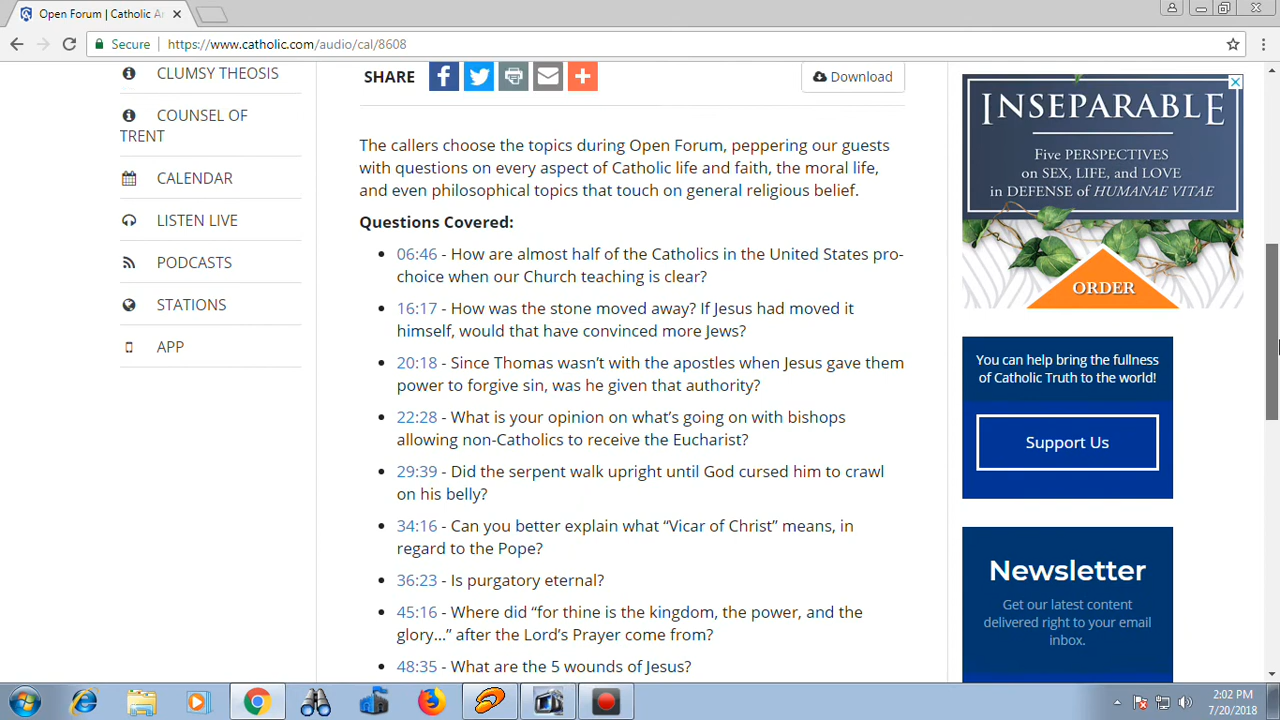 Open Forum | Catholic A
Secure
https://www.catholic.com/audio/cal/8608
CLUMSY THEOSIS
COUNSEL OF
TRENT
CALENDAR
LISTEN LIVE
PODCASTS
STATIONS
APP
SHARE
Download
The callers choose the topics during Open Forum, peppering our guests
with questions on every aspect of Catholic life and faith, the moral life,
and even philosophical topics that touch on general religious belief.
Questions Covered:
06:46 - How are almost half of the Catholics in the United States pro-
choice when our Church teaching is clear?
16:17 - How was the stone moved away? If Jesus had moved it
himself, would that have convinced more Jews?
20:18 - Since Thomas wasn’t with the apostles when Jesus gave them
power to forgive sin, was he given that authority?
22:28 - What is your opinion on what’s going on with bishops
allowing non-Catholics to receive the Eucharist?
29:39 - Did the serpent walk upright until God cursed him to crawl
on his belly?
34:16 - Can you better explain what “Vicar of Christ” means, in
regard to the Pope?
36:23 - Is purgatory eternal?
45:16 - Where did “for thine is the kingdom, the power, and the
glory...” after the Lord’s Prayer come from?
48:35 - What are the 5 wounds of Jesus?
INSEPARABLE
Five PERSPECTIVES
on SEX, LIFE, and LOVE
in DEFENSE of HUMANAE VITAE
ORDER
You can help bring the fullness
of Catholic Truth to the world!
Support Us
Newsletter
Get our latest content
delivered right to your email
inbox.
2:02 PM
7/20/2018